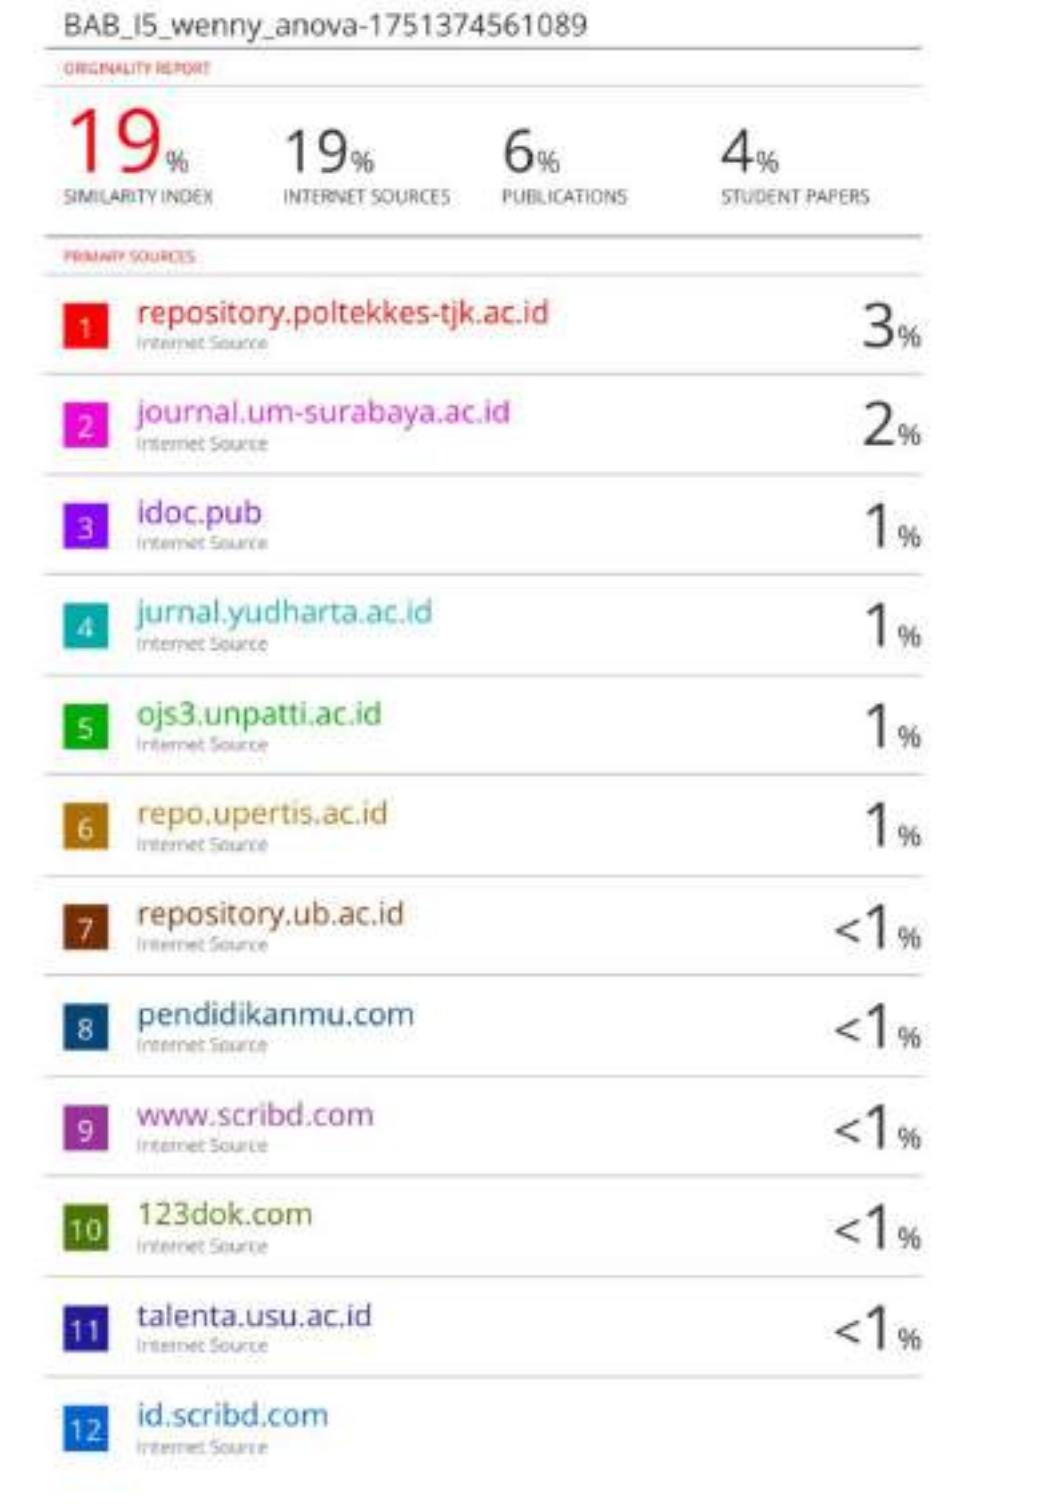 BAB_I5_wenny_anova-1751374561089
ORIGINALITY REPORT
19% 19% 6% 4%
SIMILARITY INDEX INTERNET SOURCES PUBLICATIONS STUDENT PAPERS
PRIMARY SOURCES
1 repository.poltekkes-tjk.ac.id 3%
Internet Source
2 journal.um-surabaya.ac.id 2%
Internet Source
3 idoc.pub 1%
Internet Source
4 jurnal.yudharta.ac.id 1%
Internet Source
5 ojs3.unpatti.ac.id 1%
Internet Source
6 repo.upertis.ac.id 1%
Internet Source
7 repository.ub.ac.id <1%
Internet Source
8 pendidikanmu.com <1%
Internet Source
9 www.scribd.com <1%
Internet Source
10 123dok.com <1%
Internet Source
11 talenta.usu.ac.id <1%
Internet Source
12 id.scribd.com
Internet Source